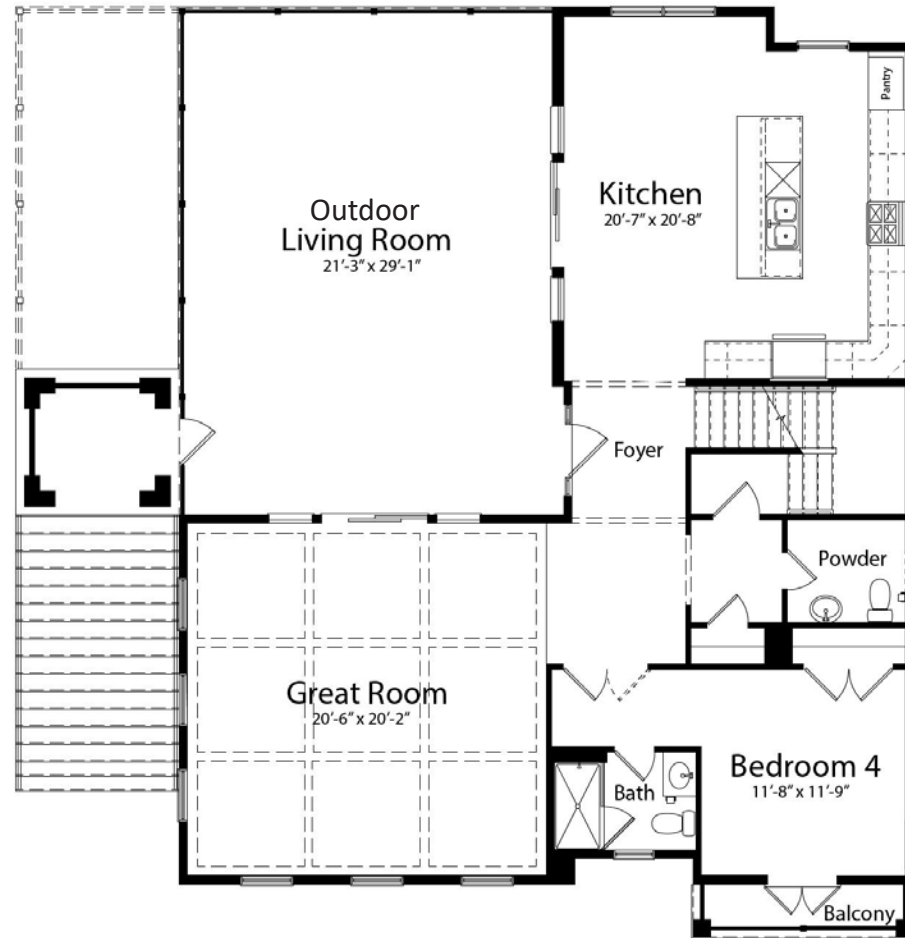 Pantry
Kitchen
20'-7" x 20'-8"
Outdoor
Living Room
21'-3" x 29'-1"
Foyer
Powder
Great Room
20'-6" x 20'-2"
Bedroom 4
11'-8" x 11'-9"
Bath
Balcony